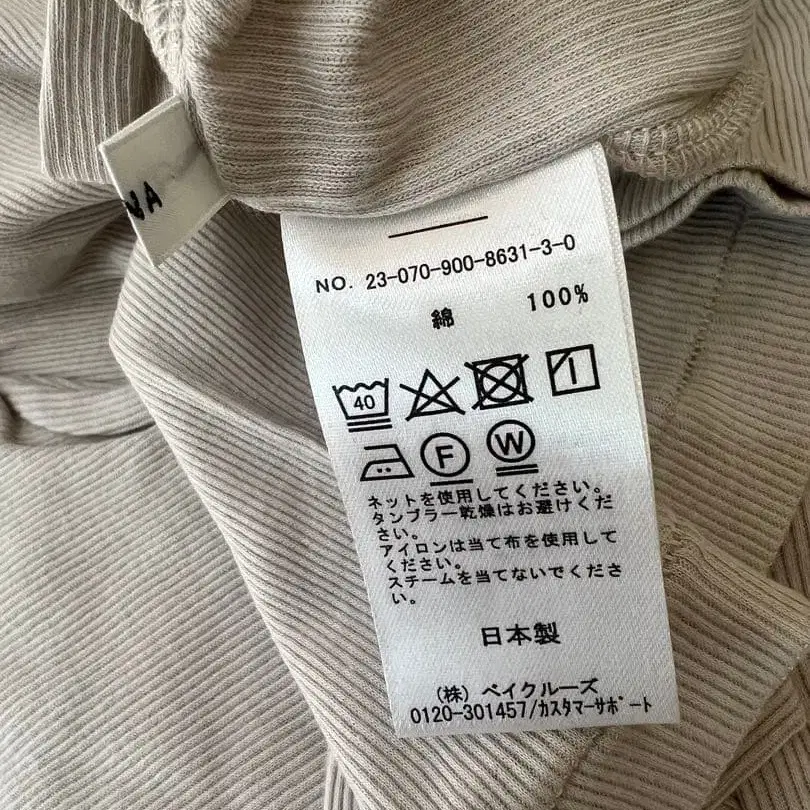 NO. 23-070-900-8631-3-0
綿 100%
40
F W
ネットを使用してください。
タンブラー乾燥はお避けくだ
さい。
アイロンは当て布を使用して
ください。
スチームを当てないでくださ
い。
日本製
(株) ベイクルーズ
0120-301457/カスタマーサポート